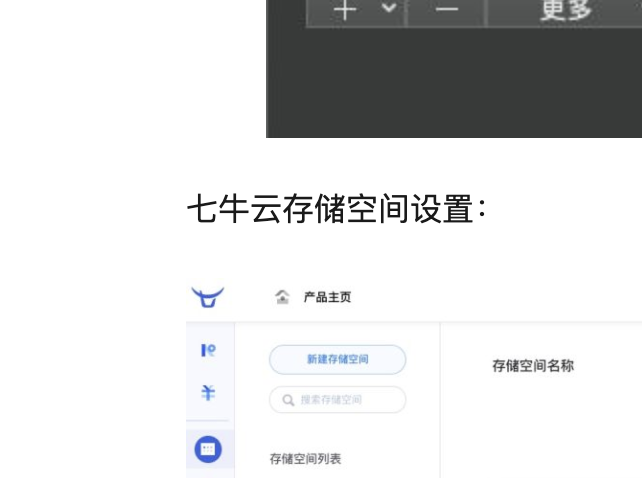 更多
七牛云存储空间设置：
产品主页
新建存储空间
存储空间名称
搜索存储空间
存储空间列表